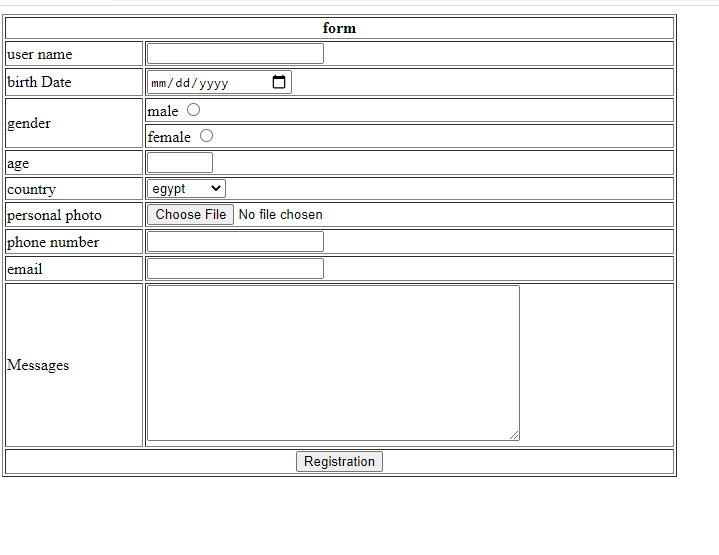 form
user name
birth Date mm/dd/yyyy
gender
male
female
age
country egypt
personal photo Choose File No file chosen
phone number
email
Messages
Registration